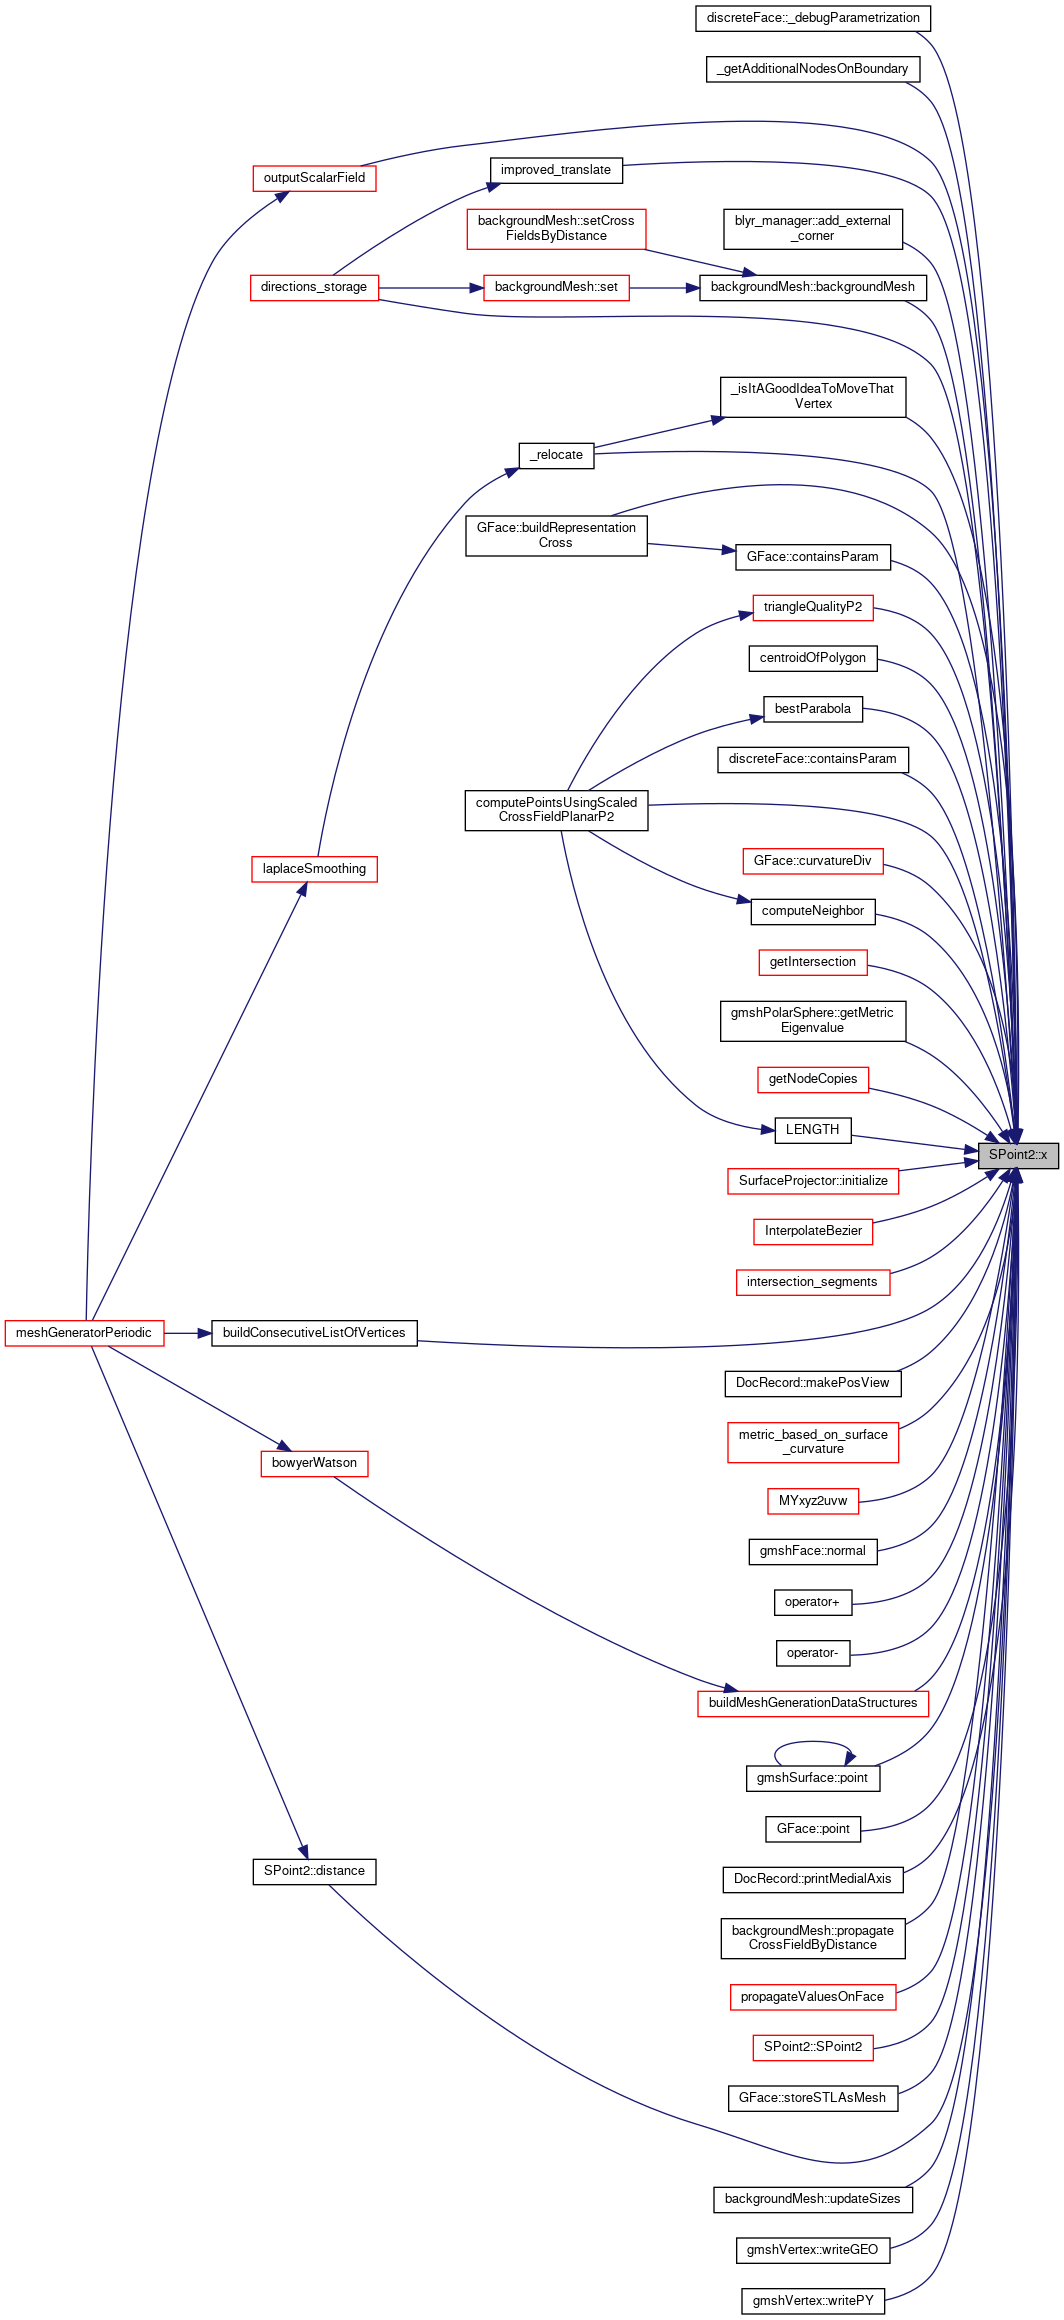 discreteFace::_debugParametrization
_getAdditionalNodesOnBoundary
outputScalarField
improved_translate
backgroundMesh::setCross
FieldsByDistance
blyr_manager::add_external
_corner
directions_storage
backgroundMesh::set
backgroundMesh::backgroundMesh
_isItAGoodIdeaToMoveThat
Vertex
_relocate
GFace::buildRepresentation
Cross
GFace::containsParam
triangleQualityP2
centroidOfPolygon
bestParabola
discreteFace::containsParam
computePointsUsingScaled
CrossFieldPlanarP2
GFace::curvatureDiv
laplaceSmoothing
computeNeighbor
getIntersection
gmshPolarSphere::getMetric
Eigenvalue
getNodeCopies
LENGTH
SPoint2::x
SurfaceProjector::initialize
InterpolateBezier
intersection_segments
meshGeneratorPeriodic
buildConsecutiveListOfVertices
DocRecord::makePosView
metric_based_on_surface
_curvature
bowyerWatson
MYxyz2uvw
gmshFace::normal
operator+
operator-
buildMeshGenerationDataStructures
gmshSurface::point
GFace::point
SPoint2::distance
DocRecord::printMedialAxis
backgroundMesh::propagate
CrossFieldByDistance
propagateValuesOnFace
SPoint2::SPoint2
GFace::storeSTLAsMesh
backgroundMesh::updateSizes
gmshVertex::writeGEO
gmshVertex::writePY